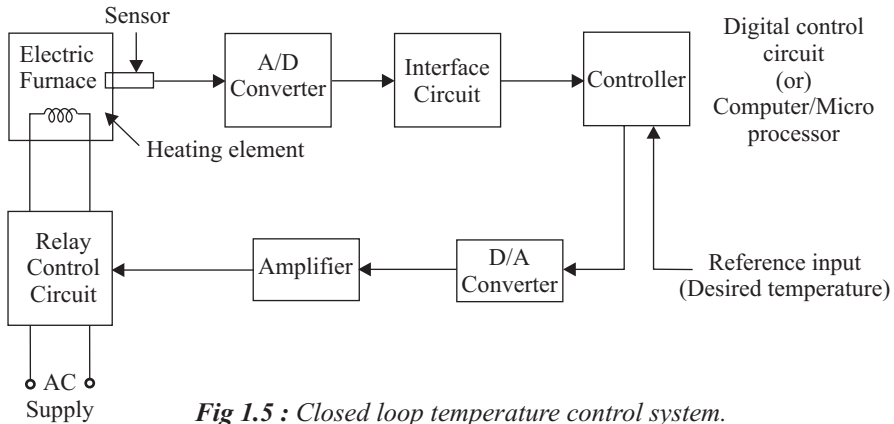 Sensor
Electric
Furnace
A/D
Converter
Interface
Circuit
Controller
Digital control
circuit
(or)
Computer/Micro
processor
Heating element
Relay
Control
Circuit
Amplifier
D/A
Converter
Reference input
(Desired temperature)
AC
Supply
Fig 1.5 : Closed loop temperature control system.